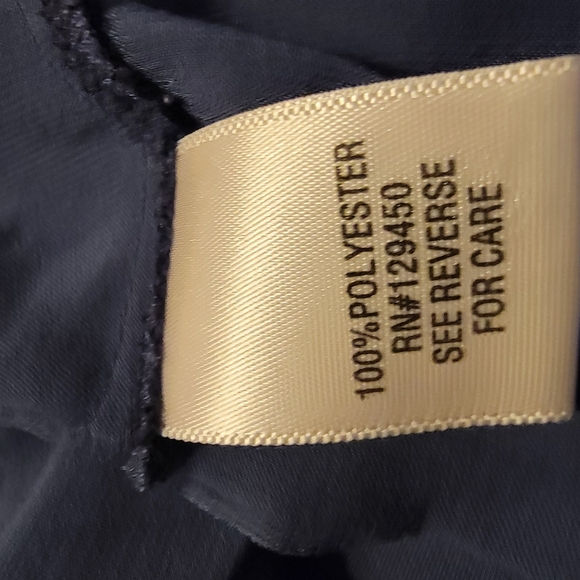 100%POLYESTER
RN#129450
SEE REVERSE
FOR CARE